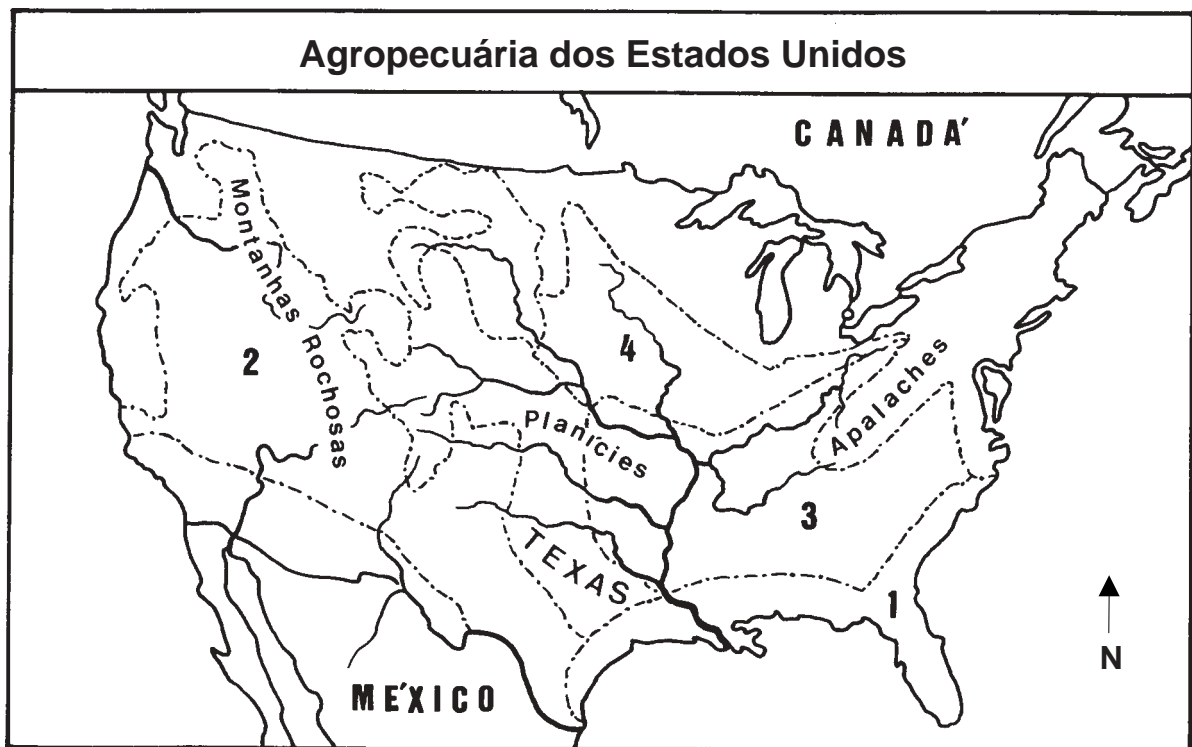 Agropecuária dos Estados Unidos
CANADÁ
Montanhas Rochosas
2
4
Planícies
Apalaches
3
TEXAS
1
N
MÉXICO